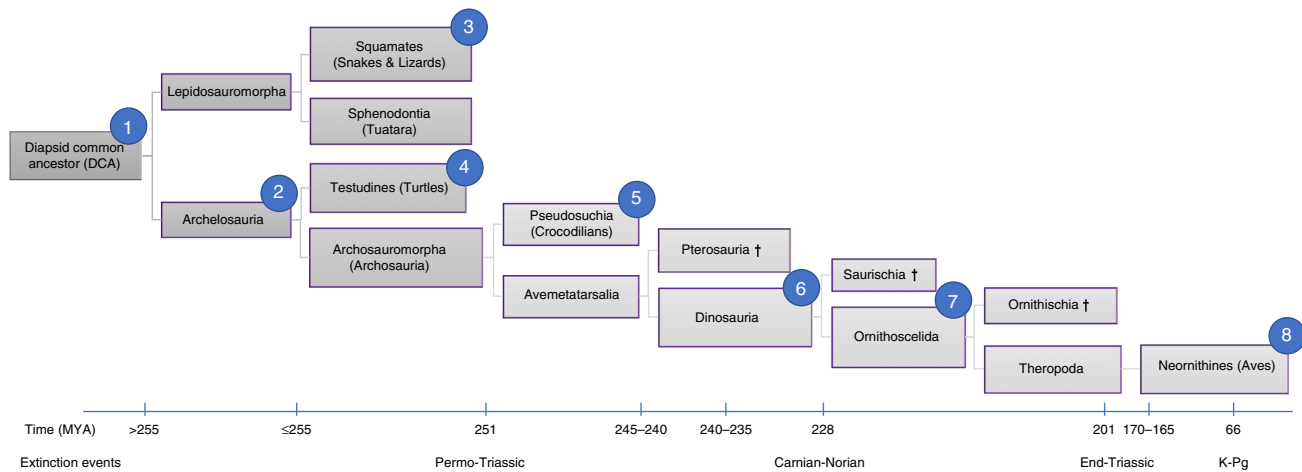 3
Squamates
(Snakes & Lizards)
Lepidosauromorpha
1
Sphenodontia
(Tuatara)
Diapsid common
ancestor (DCA)
4
2
Testudines (Turtles)
5
Archelosauria
Pseudosuchia
(Crocodilians)
Archosauromorpha
(Archosauria)
Pterosauria †
Avemetatarsalia
6
Saurischia †
Dinosauria
7
Ornithoscelida
Ornithischia †
8
Theropoda
Neornithines (Aves)
Time (MYA) >255 ≤255 251 245–240 240–235 228 201 170–165 66
Extinction events Permo-Triassic Carnian-Norian End-Triassic K-Pg